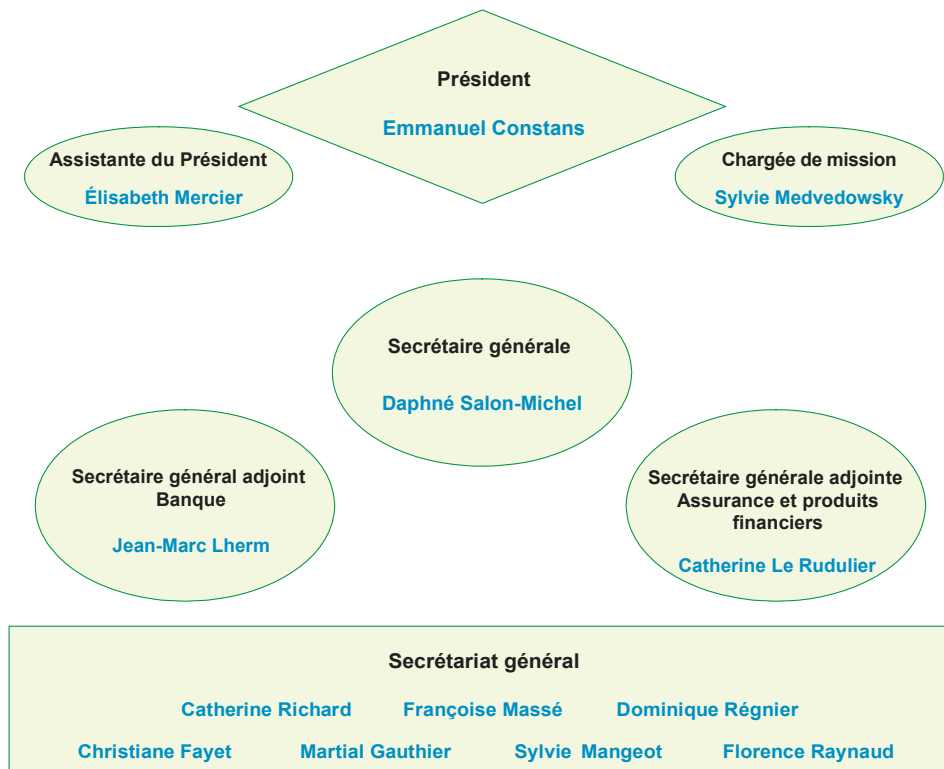 Président
Emmanuel Constans
Assistante du Président
Élisabeth Mercier
Chargée de mission
Sylvie Medvedowsky
Secrétaire générale
Daphné Salon-Michel
Secrétaire général adjoint
Banque
Jean-Marc Lherm
Secrétaire générale adjointe
Assurance et produits
financiers
Catherine Le Rudulier
Secrétariat général
Catherine Richard Françoise Massé Dominique Régnier
Christiane Fayet Martial Gauthier Sylvie Mangeot Florence Raynaud